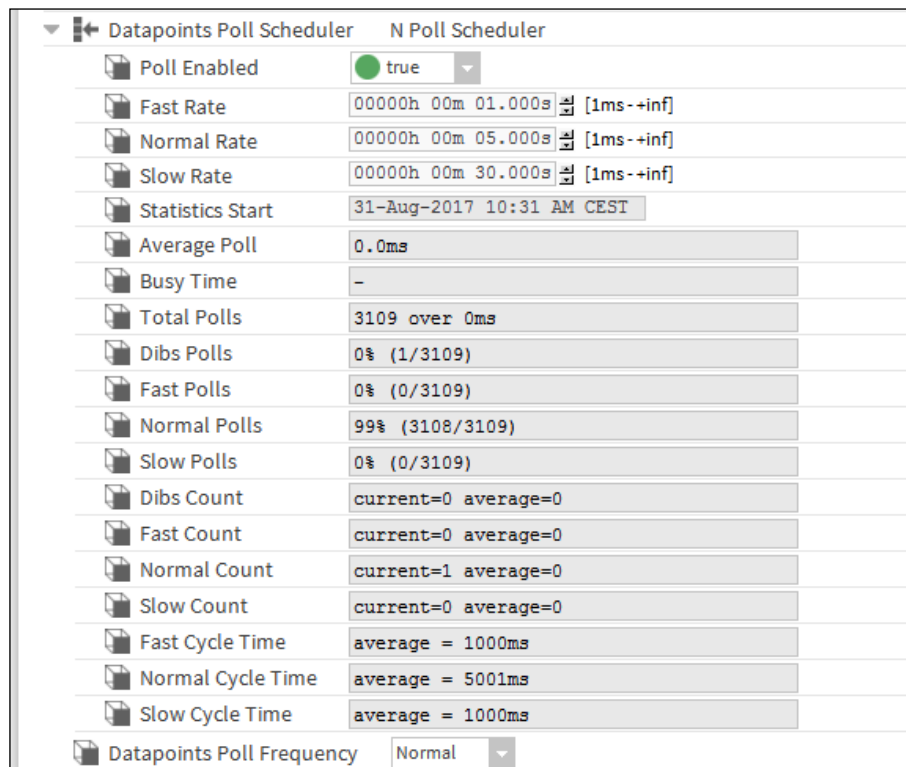 Datapoints Poll Scheduler N Poll Scheduler
Poll Enabled true
Fast Rate 00000h 00m 01.000s [1ms-+inf]
Normal Rate 00000h 00m 05.000s [1ms-+inf]
Slow Rate 00000h 00m 30.000s [1ms-+inf]
Statistics Start 31-Aug-2017 10:31 AM CEST
Average Poll 0.0ms
Busy Time -
Total Polls 3109 over 0ms
Dibs Polls 0% (1/3109)
Fast Polls 0% (0/3109)
Normal Polls 99% (3108/3109)
Slow Polls 0% (0/3109)
Dibs Count current=0 average=0
Fast Count current=0 average=0
Normal Count current=1 average=0
Slow Count current=0 average=0
Fast Cycle Time average = 1000ms
Normal Cycle Time average = 5001ms
Slow Cycle Time average = 1000ms
Datapoints Poll Frequency Normal